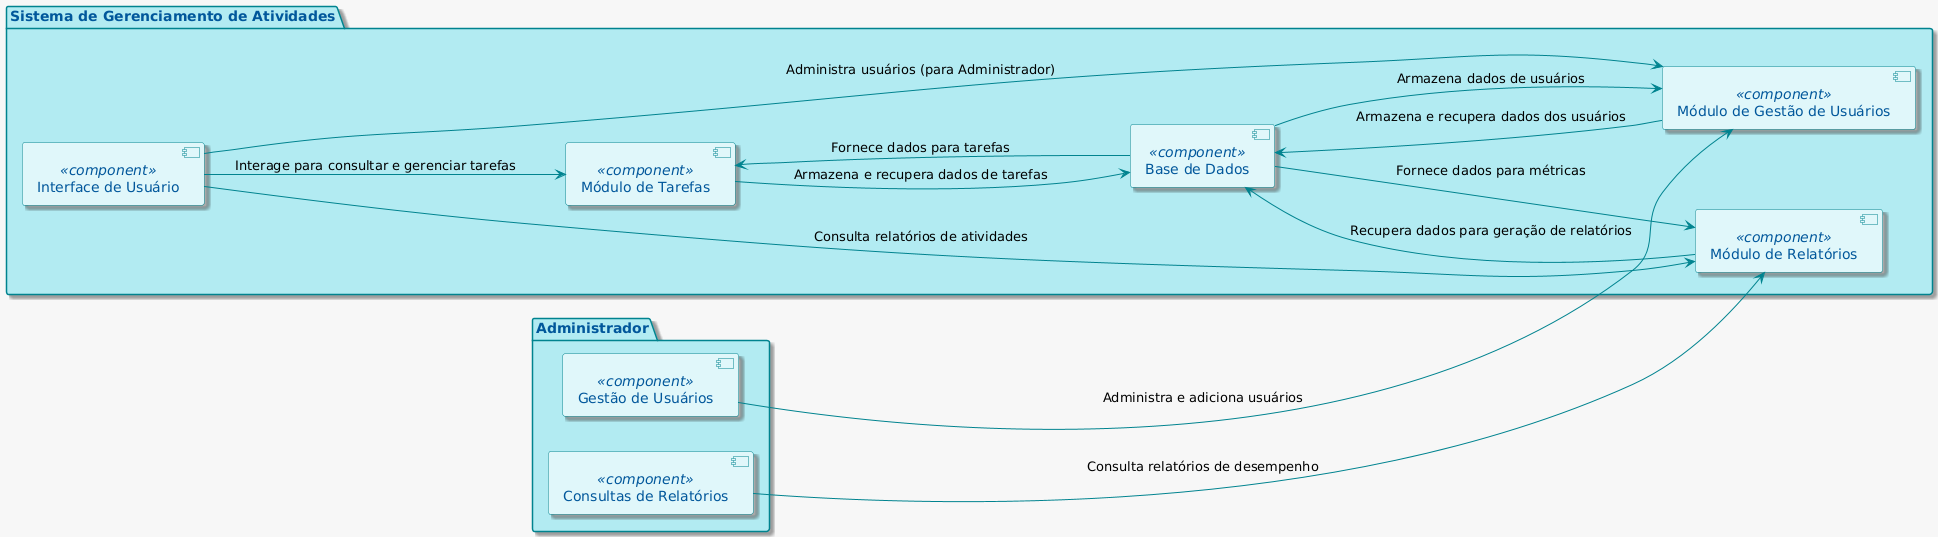 Sistema de Gerenciamento de Atividades
Administra usuários (para Administrador)
Armazena dados de usuários
«component»
Módulo de Gestão de Usuários
Armazena e recupera dados dos usuários
Interage para consultar e gerenciar tarefas
«component»
Interface de Usuário
«component»
Módulo de Tarefas
Fornece dados para tarefas
Armazena e recupera dados de tarefas
«component»
Base de Dados
Fornece dados para métricas
Recupera dados para geração de relatórios
Consulta relatórios de atividades
«component»
Módulo de Relatórios
Administrador
«component»
Gestão de Usuários
Administra e adiciona usuários
«component»
Consultas de Relatórios
Consulta relatórios de desempenho